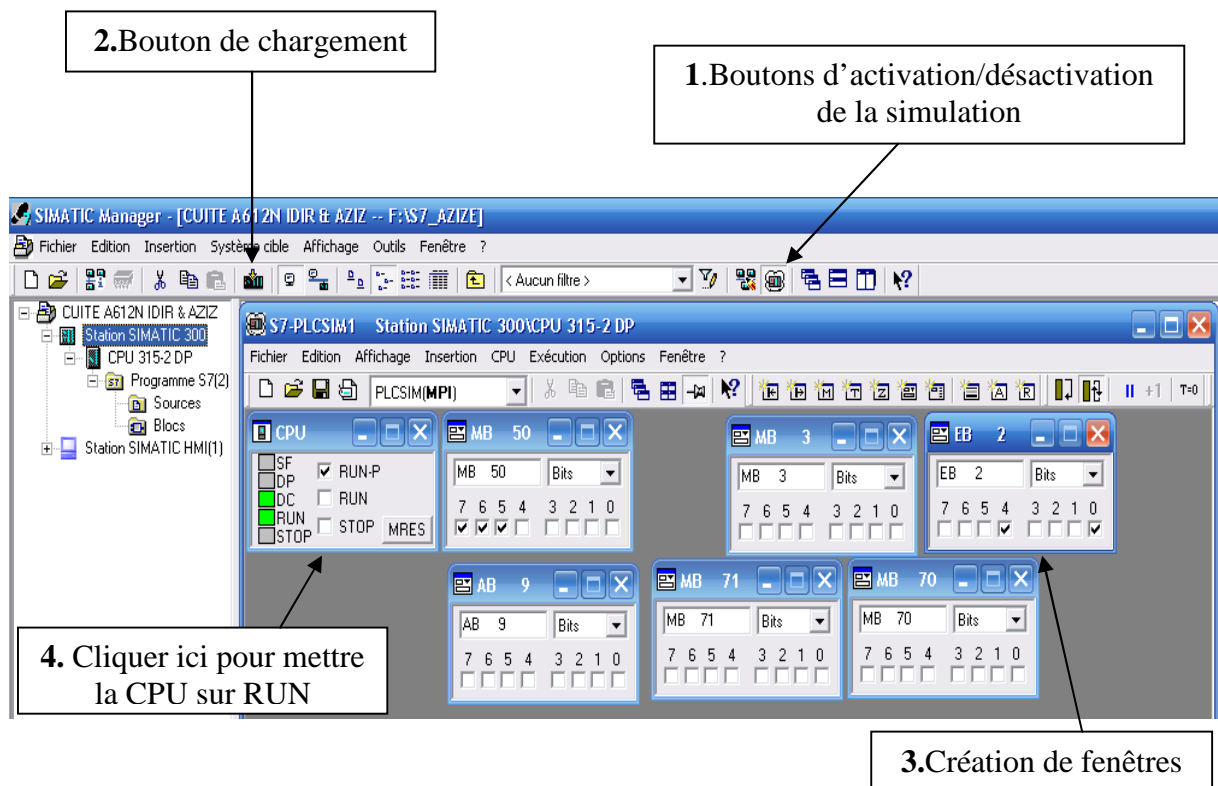 2.Bouton de chargement
1.Boutons d'activation/désactivation
de la simulation
SIMATIC Manager - [CUITE A612N IDIR & AZIZ -- F:\S7_AZIZE]
Fichier Edition Insertion Système cible Affichage Outils Fenêtre ?
< Aucun filtre >
CUITE A612N IDIR & AZIZ
Station SIMATIC 300
CPU 315-2 DP
Programme S7(2)
Sources
Blocs
Station SIMATIC HMI(1)
S7-PLCSIM1 Station SIMATIC 300\CPU 315-2 DP
Fichier Edition Affichage Insertion CPU Exécution Options Fenêtre ?
PLCSIM(MPI)
+1 T=0
CPU
SF
DP
DC
RUN
STOP
RUN-P
RUN
STOP
MRES
MB 50
MB 50 Bits
7 6 5 4 3 2 1 0
MB 3
MB 3 Bits
7 6 5 4 3 2 1 0
EB 2
EB 2 Bits
7 6 5 4 3 2 1 0
AB 9
AB 9 Bits
7 6 5 4 3 2 1 0
MB 71
MB 71 Bits
7 6 5 4 3 2 1 0
MB 70
MB 70 Bits
7 6 5 4 3 2 1 0
4. Cliquer ici pour mettre
la CPU sur RUN
3.Création de fenêtres